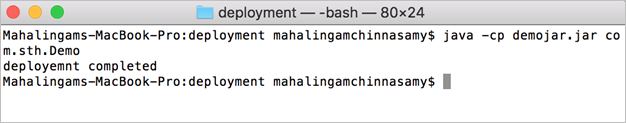 deployment — -bash — 80×24
Mahalingams-MacBook-Pro:deployment mahalingamchinnasamy$ java -cp demojar.jar co
m.sth.Demo
deployemnt completed
Mahalingams-MacBook-Pro:deployment mahalingamchinnasamy$